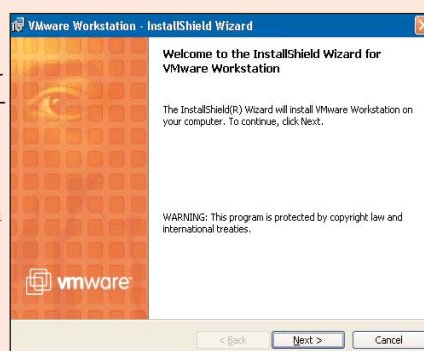 VMware Workstation - InstallShield Wizard
Welcome to the InstallShield Wizard for
VMware Workstation
The InstallShield(R) Wizard will install VMware Workstation on
your computer. To continue, click Next.
WARNING: This program is protected by copyright law and
international treaties.
vmware
< Back
Next >
Cancel